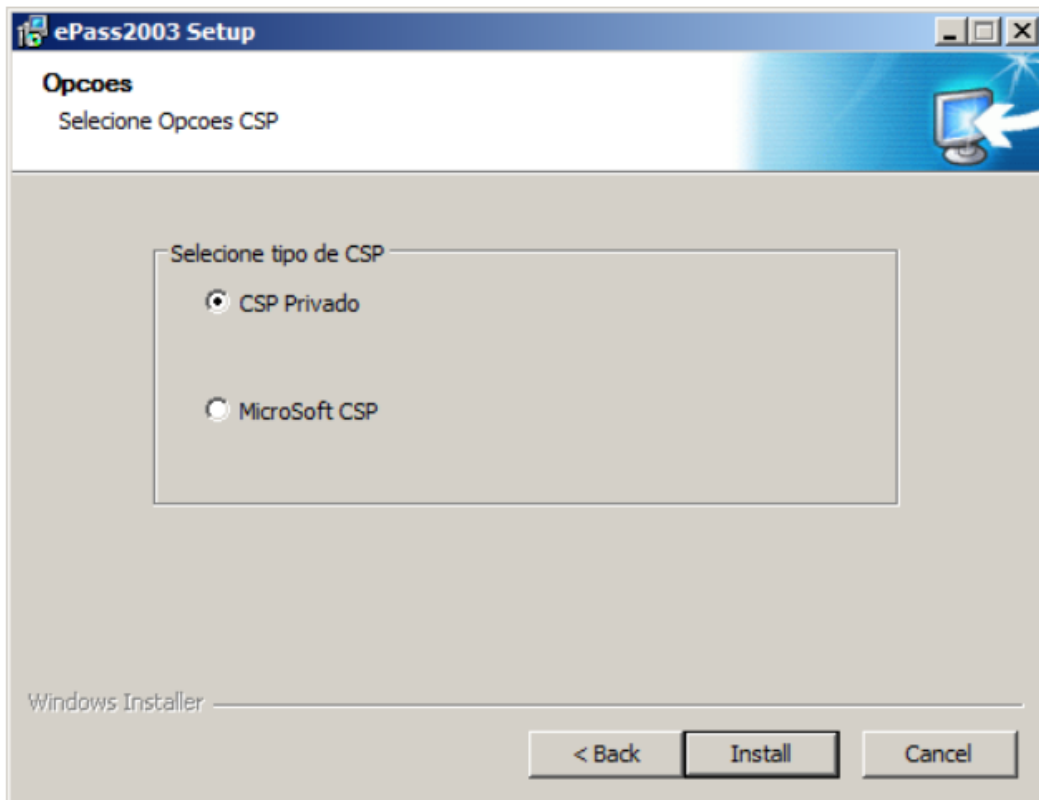 ePass2003 Setup
Opcoes
Selecione Opcoes CSP
Selecione tipo de CSP
CSP Privado
MicroSoft CSP
Windows Installer
< Back Install Cancel